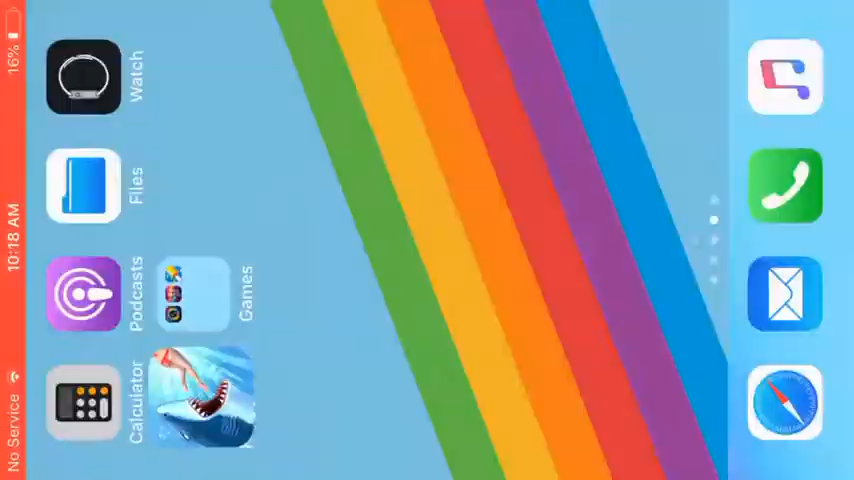 No Service
10:18 AM
16%
Calculator
Podcasts
Files
Watch
Games